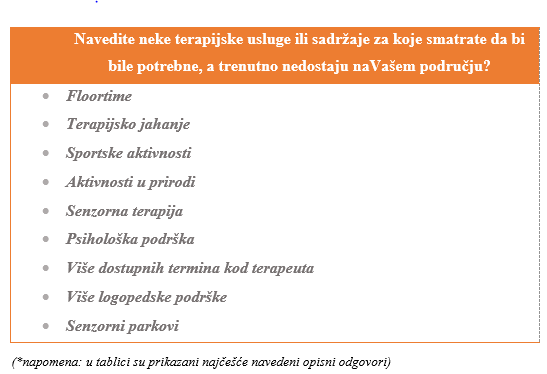 Navedite neke terapijske usluge ili sadržaje za koje smatrate da bi
bile potrebne, a trenutno nedostaju naVašem području?
• Floortime
• Terapijsko jahanje
• Sportske aktivnosti
• Aktivnosti u prirodi
• Senzorna terapija
• Psihološka podrška
• Više dostupnih termina kod terapeuta
• Više logopedske podrške
• Senzorni parkovi
(*napomena: u tablici su prikazani najčešće navedeni opisni odgovori)